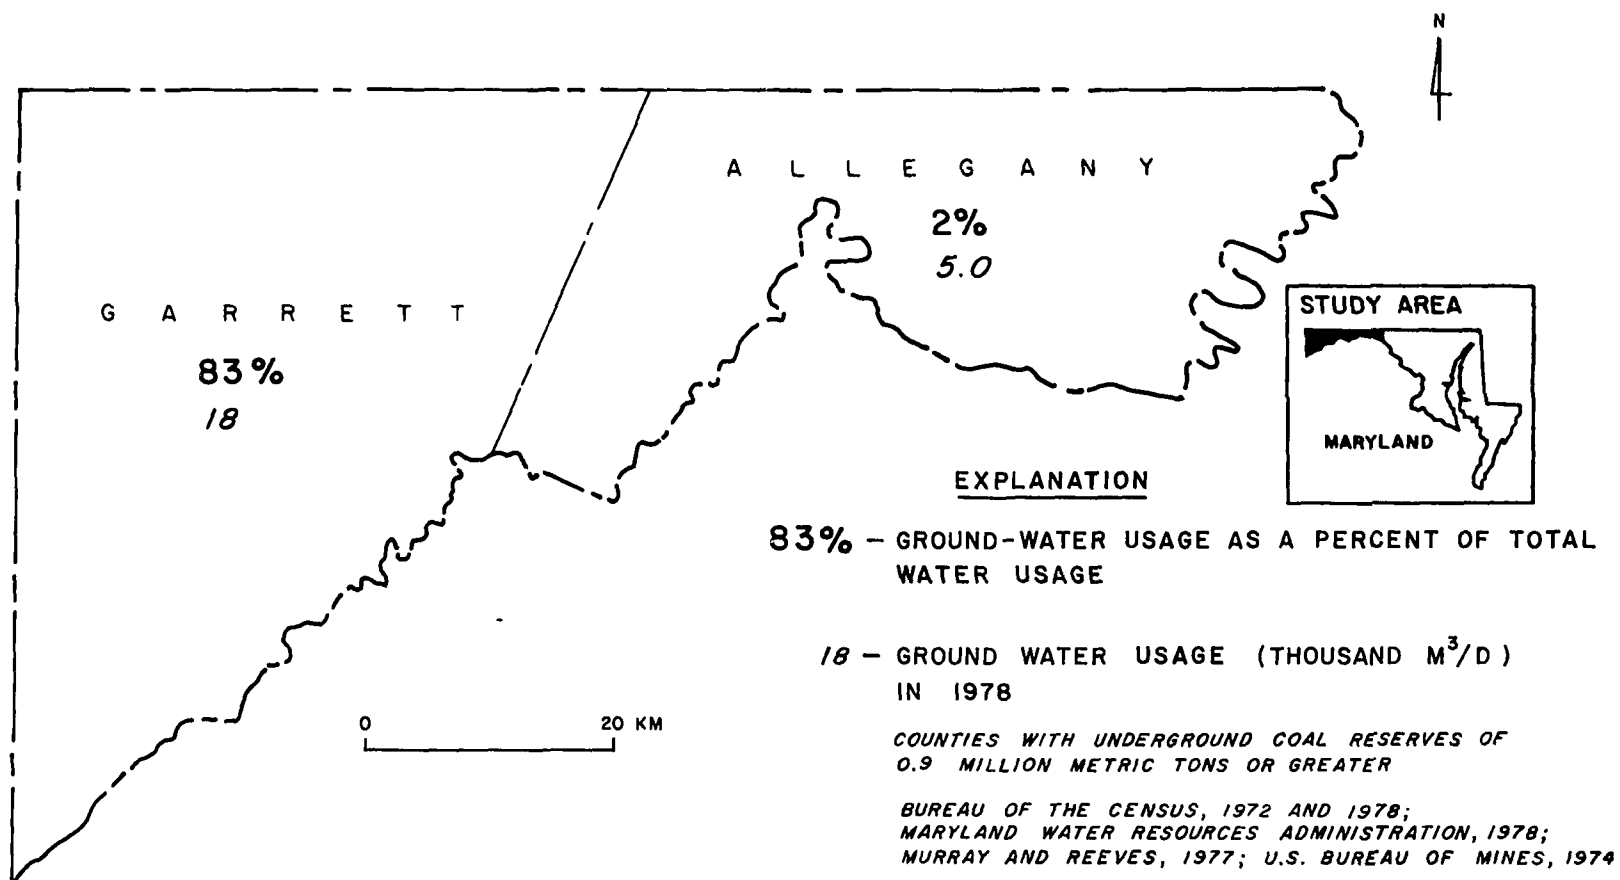 N
A L L E G A N Y
2%
5.0
G A R R E T T
83%
18
STUDY AREA
MARYLAND
EXPLANATION
83% – GROUND-WATER USAGE AS A PERCENT OF TOTAL
WATER USAGE
18 – GROUND WATER USAGE (THOUSAND M³/D)
IN 1978
0 20 KM
COUNTIES WITH UNDERGROUND COAL RESERVES OF
0.9 MILLION METRIC TONS OR GREATER
BUREAU OF THE CENSUS, 1972 AND 1978;
MARYLAND WATER RESOURCES ADMINISTRATION, 1978;
MURRAY AND REEVES, 1977; U.S. BUREAU OF MINES, 1974